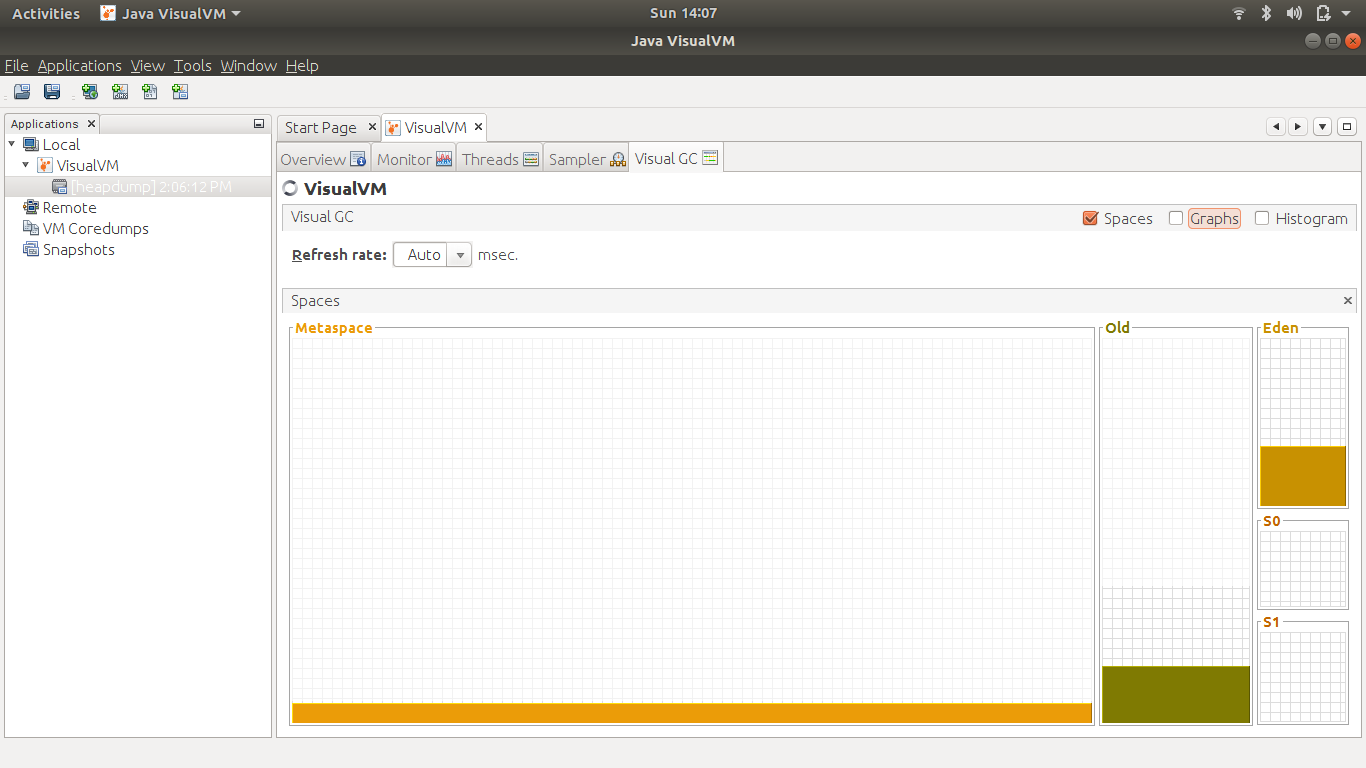 Activities Java VisualVM Sun 14:07
Java VisualVM
File Applications View Tools Window Help
Applications
Local
VisualVM
[heapdump] 2:06:12 PM
Remote
VM Coredumps
Snapshots
Start Page VisualVM
Overview Monitor Threads Sampler Visual GC
VisualVM
Visual GC Spaces Graphs Histogram
Refresh rate: Auto msec.
Spaces
Metaspace Old Eden
S0
S1